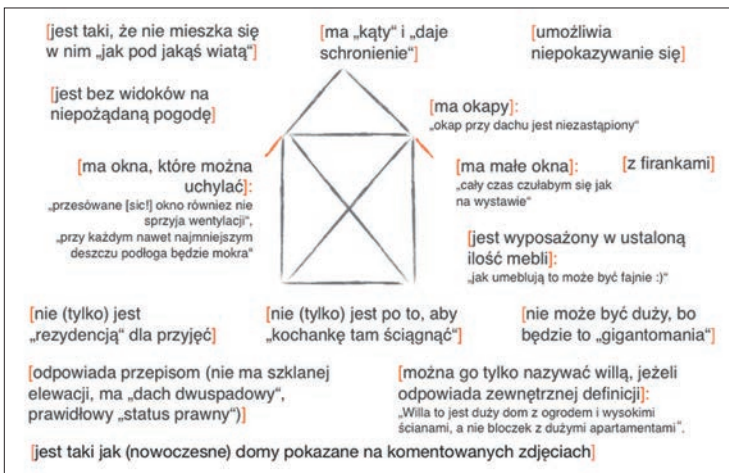 [jest taki, że nie mieszka się
w nim „jak pod jakąś wiatą”]
[ma „kąty” i „daje
schronienie”]
[umożliwia
niepokazywanie się]
[jest bez widoków na
niepożądaną pogodę]
[ma okapy]:
„okap przy dachu jest niezastąpiony”
[ma okna, które można
uchylać]:
„przesówane [sic!] okno równiez nie
sprzyja wentylacji”,
„przy każdym nawet najmniejszym
deszczu podłoga będzie mokra”
[ma małe okna]:
„cały czas czułabym się jak
na wystawie”
[z firankami]
[jest wyposażony w ustaloną
ilość mebli]:
„jak umeblują to może być fajnie :)”
[nie (tylko) jest
„rezydencją” dla przyjęć]
[nie (tylko) jest po to, aby
„kochankę tam ściągnąć”]
[nie może być duży, bo
będzie to „gigantomania”]
[odpowiada przepisom (nie ma szklanej
elewacji, ma „dach dwuspadowy”,
prawidłowy „status prawny”)]
[można go tylko nazywać willą, jeżeli
odpowiada zewnętrznej definicji]:
„Willa to jest duży dom z ogrodem i wysokimi
ścianami, a nie bloczek z dużymi apartamentami”.
[jest taki jak (nowoczesne) domy pokazane na komentowanych zdjęciach]